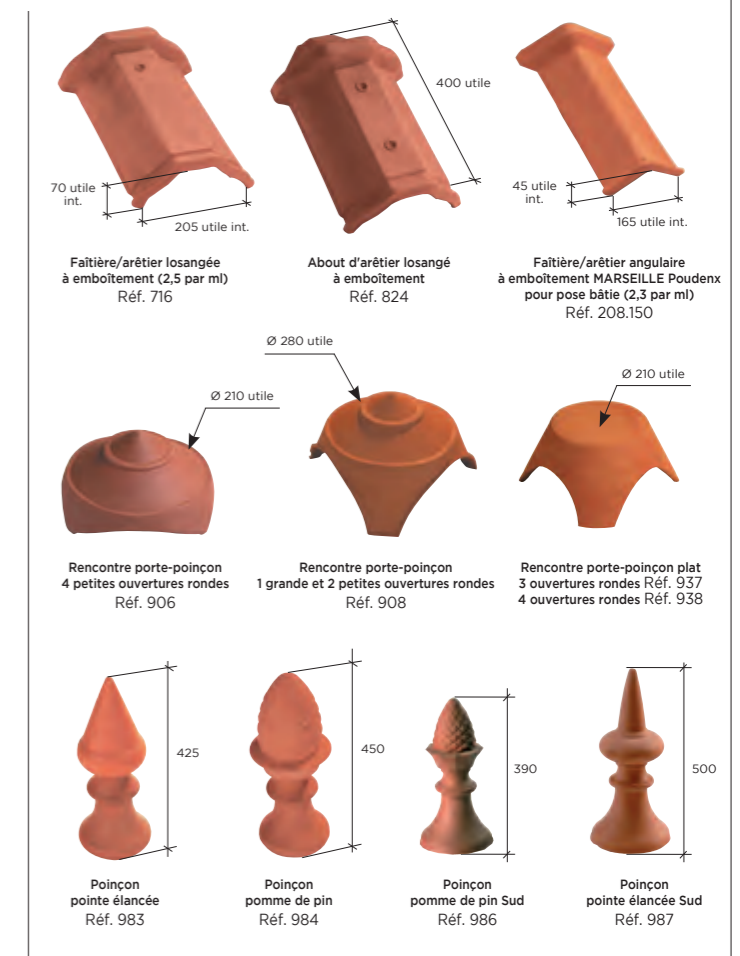 400 utile
70 utile
int.
205 utile int.
45 utile
int.
165 utile int.
Faîtière/arêtier losangée
à emboîtement (2,5 par ml)
Réf. 716
About d'arêtier losangé
à emboîtement
Réf. 824
Faîtière/arêtier angulaire
à emboîtement MARSEILLE Poudenx
pour pose bâtie (2,3 par ml)
Réf. 208.150
Ø 210 utile
Ø 280 utile
Ø 210 utile
Rencontre porte-poinçon
4 petites ouvertures rondes
Réf. 906
Rencontre porte-poinçon
1 grande et 2 petites ouvertures rondes
Réf. 908
Rencontre porte-poinçon plat
3 ouvertures rondes Réf. 937
4 ouvertures rondes Réf. 938
425
450
390
500
Poinçon
pointe élancée
Réf. 983
Poinçon
pomme de pin
Réf. 984
Poinçon
pomme de pin Sud
Réf. 986
Poinçon
pointe élancée Sud
Réf. 987